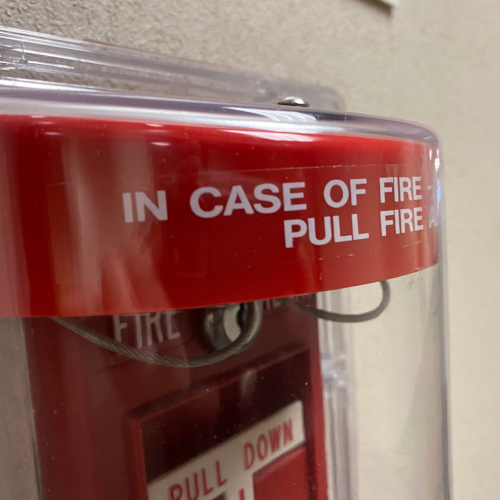 IN CASE OF FIRE -
PULL FIRE
FIRE
PULL DOWN